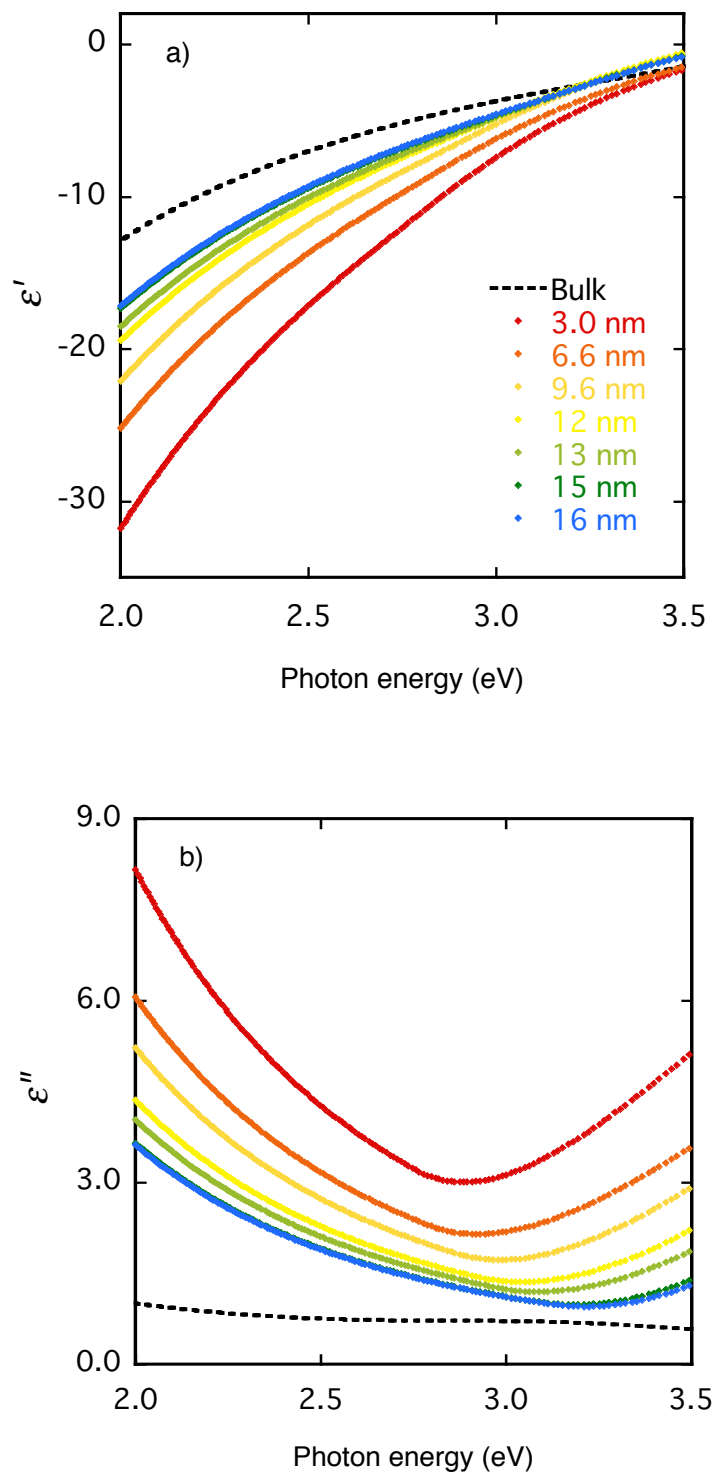 0
a)
-10
ε'
Bulk
3.0 nm
6.6 nm
-20
9.6 nm
12 nm
13 nm
15 nm
-30
16 nm
2.0 2.5 3.0 3.5
Photon energy (eV)
9.0
b)
6.0
ε"
3.0
0.0
2.0 2.5 3.0 3.5
Photon energy (eV)